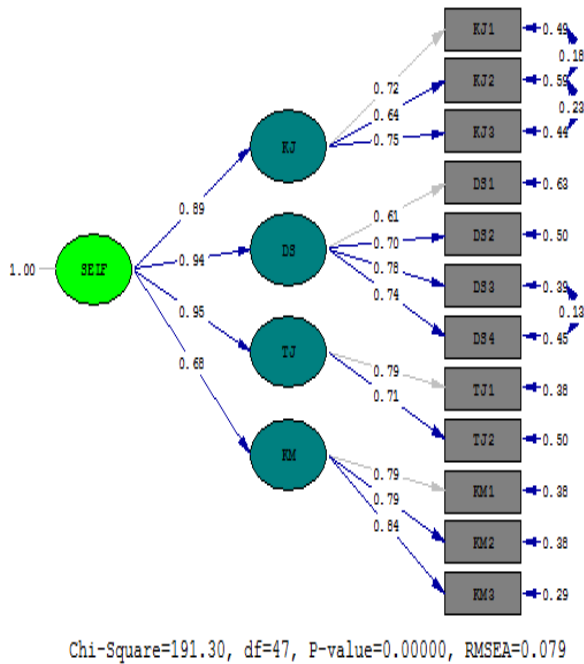 KJ1
0.49
0.18
0.72
KJ2
0.59
0.64
0.23
KJ
0.75
KJ3
0.44
DS1
0.63
0.89
0.61
DS2
0.50
0.70
DS
0.94
1.00
SELF
0.78
DS3
0.39
0.13
0.95
0.74
DS4
0.45
TJ
0.79
TJ1
0.38
0.68
0.71
TJ2
0.50
KM
0.79
KM1
0.38
0.79
KM2
0.38
0.84
KM3
0.29
Chi-Square=191.30, df=47, P-value=0.00000, RMSEA=0.079